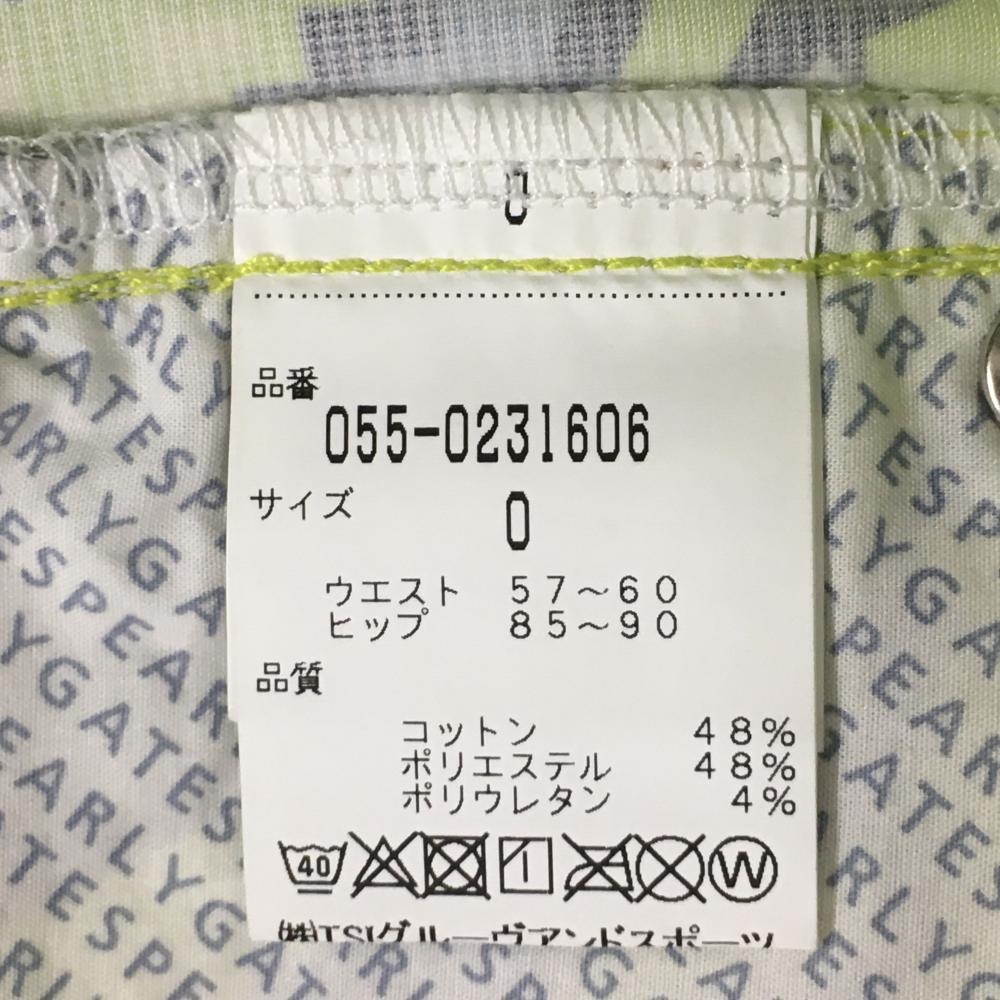 0
品番
055-0231606
サイズ
0
ウエスト 57～60
ヒップ 85～90
品質
コットン 48%
ポリエステル 48%
ポリウレタン 4%
40 W
㈱TSIグルーヴアンドスポーツ
PEARLY GATES